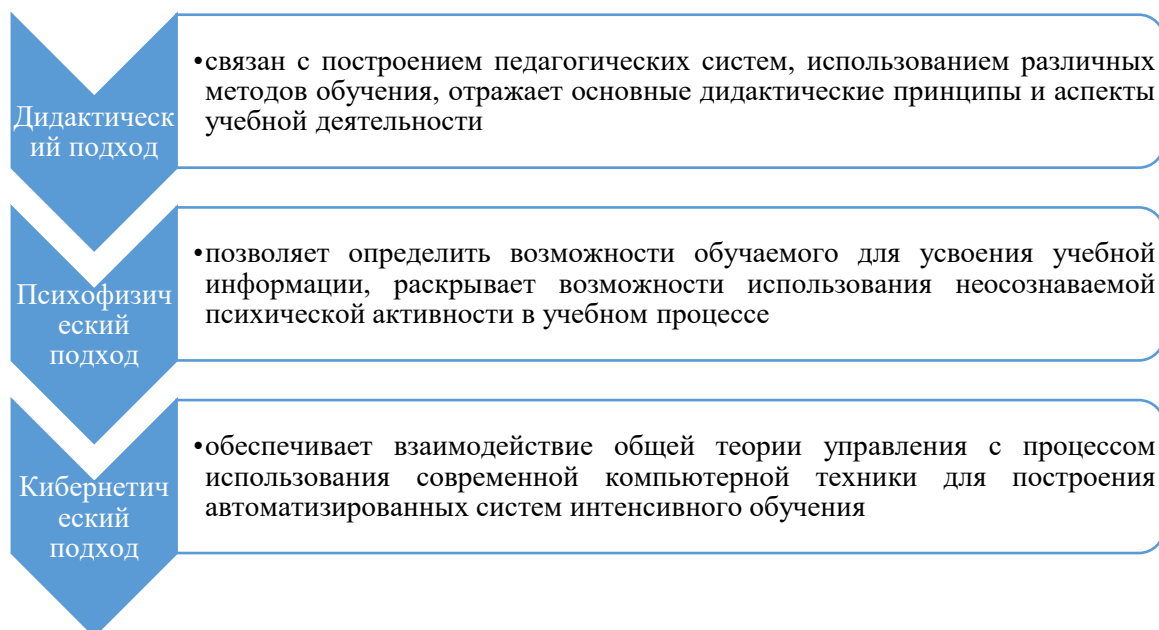 Дидактическ
ий подход
•связан с построением педагогических систем, использованием различных
методов обучения, отражает основные дидактические принципы и аспекты
учебной деятельности
Психофизич
еский
подход
•позволяет определить возможности обучаемого для усвоения учебной
информации, раскрывает возможности использования неосознаваемой
психической активности в учебном процессе
Кибернетич
еский
подход
•обеспечивает взаимодействие общей теории управления с процессом
использования современной компьютерной техники для построения
автоматизированных систем интенсивного обучения